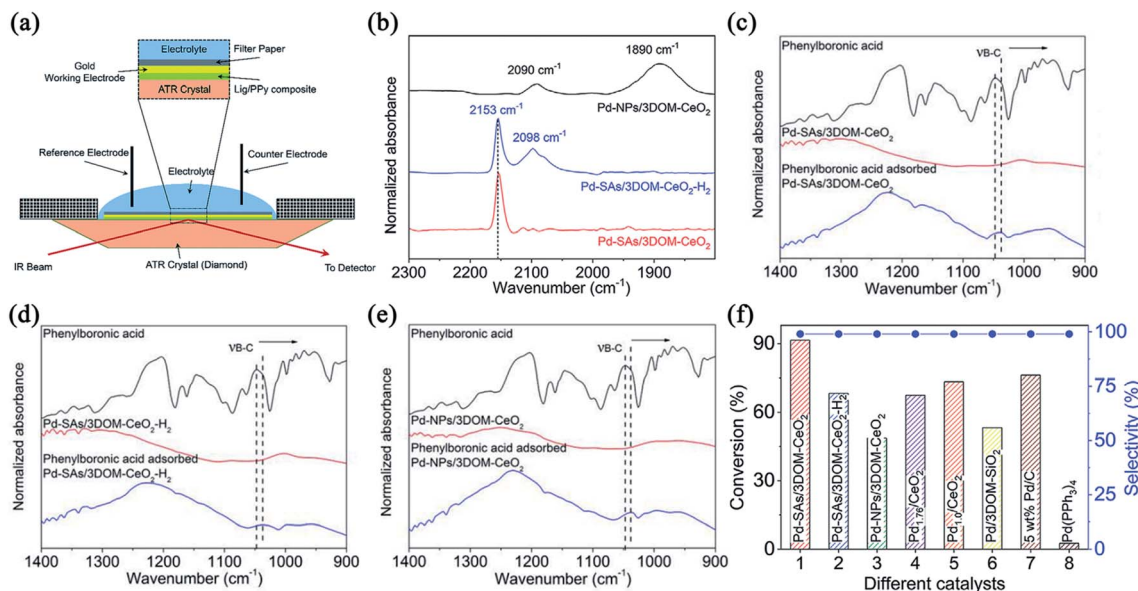 (a)
Electrolyte
Filter Paper
Gold
Working Electrode
Lig/PPy composite
ATR Crystal
Reference Electrode
Counter Electrode
Electrolyte
IR Beam
ATR Crystal (Diamond)
To Detector
(b)
Normalized absorbance
1890 cm⁻¹
2090 cm⁻¹
Pd-NPs/3DOM-CeO₂
2153 cm⁻¹
2098 cm⁻¹
Pd-SAs/3DOM-CeO₂-H₂
Pd-SAs/3DOM-CeO₂
2300 2200 2100 2000 1900
Wavenumber (cm⁻¹)
(c)
Normalized absorbance
Phenylboronic acid
νB-C
Pd-SAs/3DOM-CeO₂
Phenylboronic acid adsorbed
Pd-SAs/3DOM-CeO₂
1400 1300 1200 1100 1000 900
Wavenumber (cm⁻¹)
(d)
Normalized absorbance
Phenylboronic acid
νB-C
Pd-SAs/3DOM-CeO₂-H₂
Phenylboronic acid adsorbed
Pd-SAs/3DOM-CeO₂-H₂
1400 1300 1200 1100 1000 900
Wavenumber (cm⁻¹)
(e)
Normalized absorbance
Phenylboronic acid
νB-C
Pd-NPs/3DOM-CeO₂
Phenylboronic acid adsorbed
Pd-NPs/3DOM-CeO₂
1400 1300 1200 1100 1000 900
Wavenumber (cm⁻¹)
(f)
Conversion (%)
90
60
30
0
Pd-SAs/3DOM-CeO₂
Pd-SAs/3DOM-CeO₂-H₂
Pd-NPs/3DOM-CeO₂
Pd₁.₇₆/CeO₂
Pd₁.₀/CeO₂
Pd/3DOM-SiO₂
5 wt% Pd/C
Pd(PPh₃)₄
100
75
50
25
0
Selectivity (%)
1 2 3 4 5 6 7 8
Different catalysts